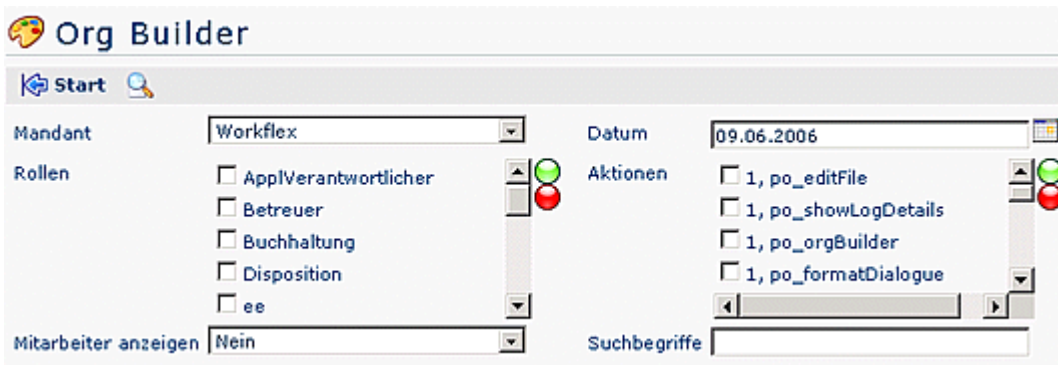 Org Builder
Start
Mandant Workflex Datum 09.06.2006
Rollen ApplVerantwortlicher Aktionen 1, po_editFile
Betreuer 1, po_showLogDetails
Buchhaltung 1, po_orgBuilder
Disposition 1, po_formatDialogue
ee
Mitarbeiter anzeigen Nein Suchbegriffe